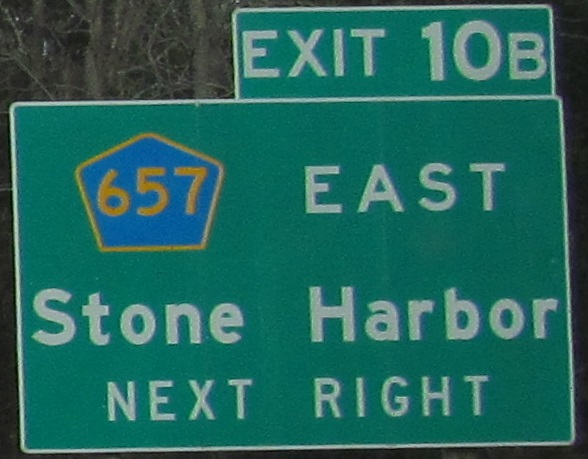 EXIT 10B
657 EAST
Stone Harbor
NEXT RIGHT